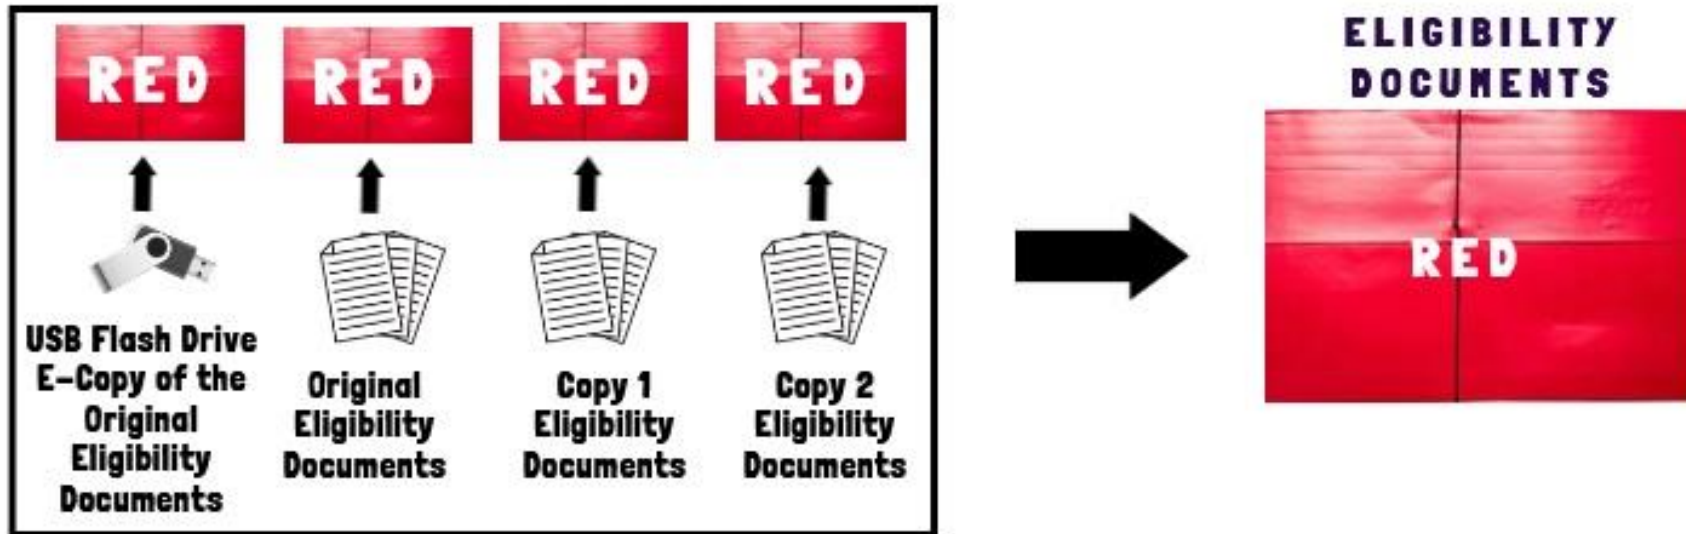 RED
RED
RED
RED
USB Flash Drive
E-Copy of the
Original
Eligibility
Documents
Original
Eligibility
Documents
Copy 1
Eligibility
Documents
Copy 2
Eligibility
Documents
ELIGIBILITY
DOCUMENTS
RED